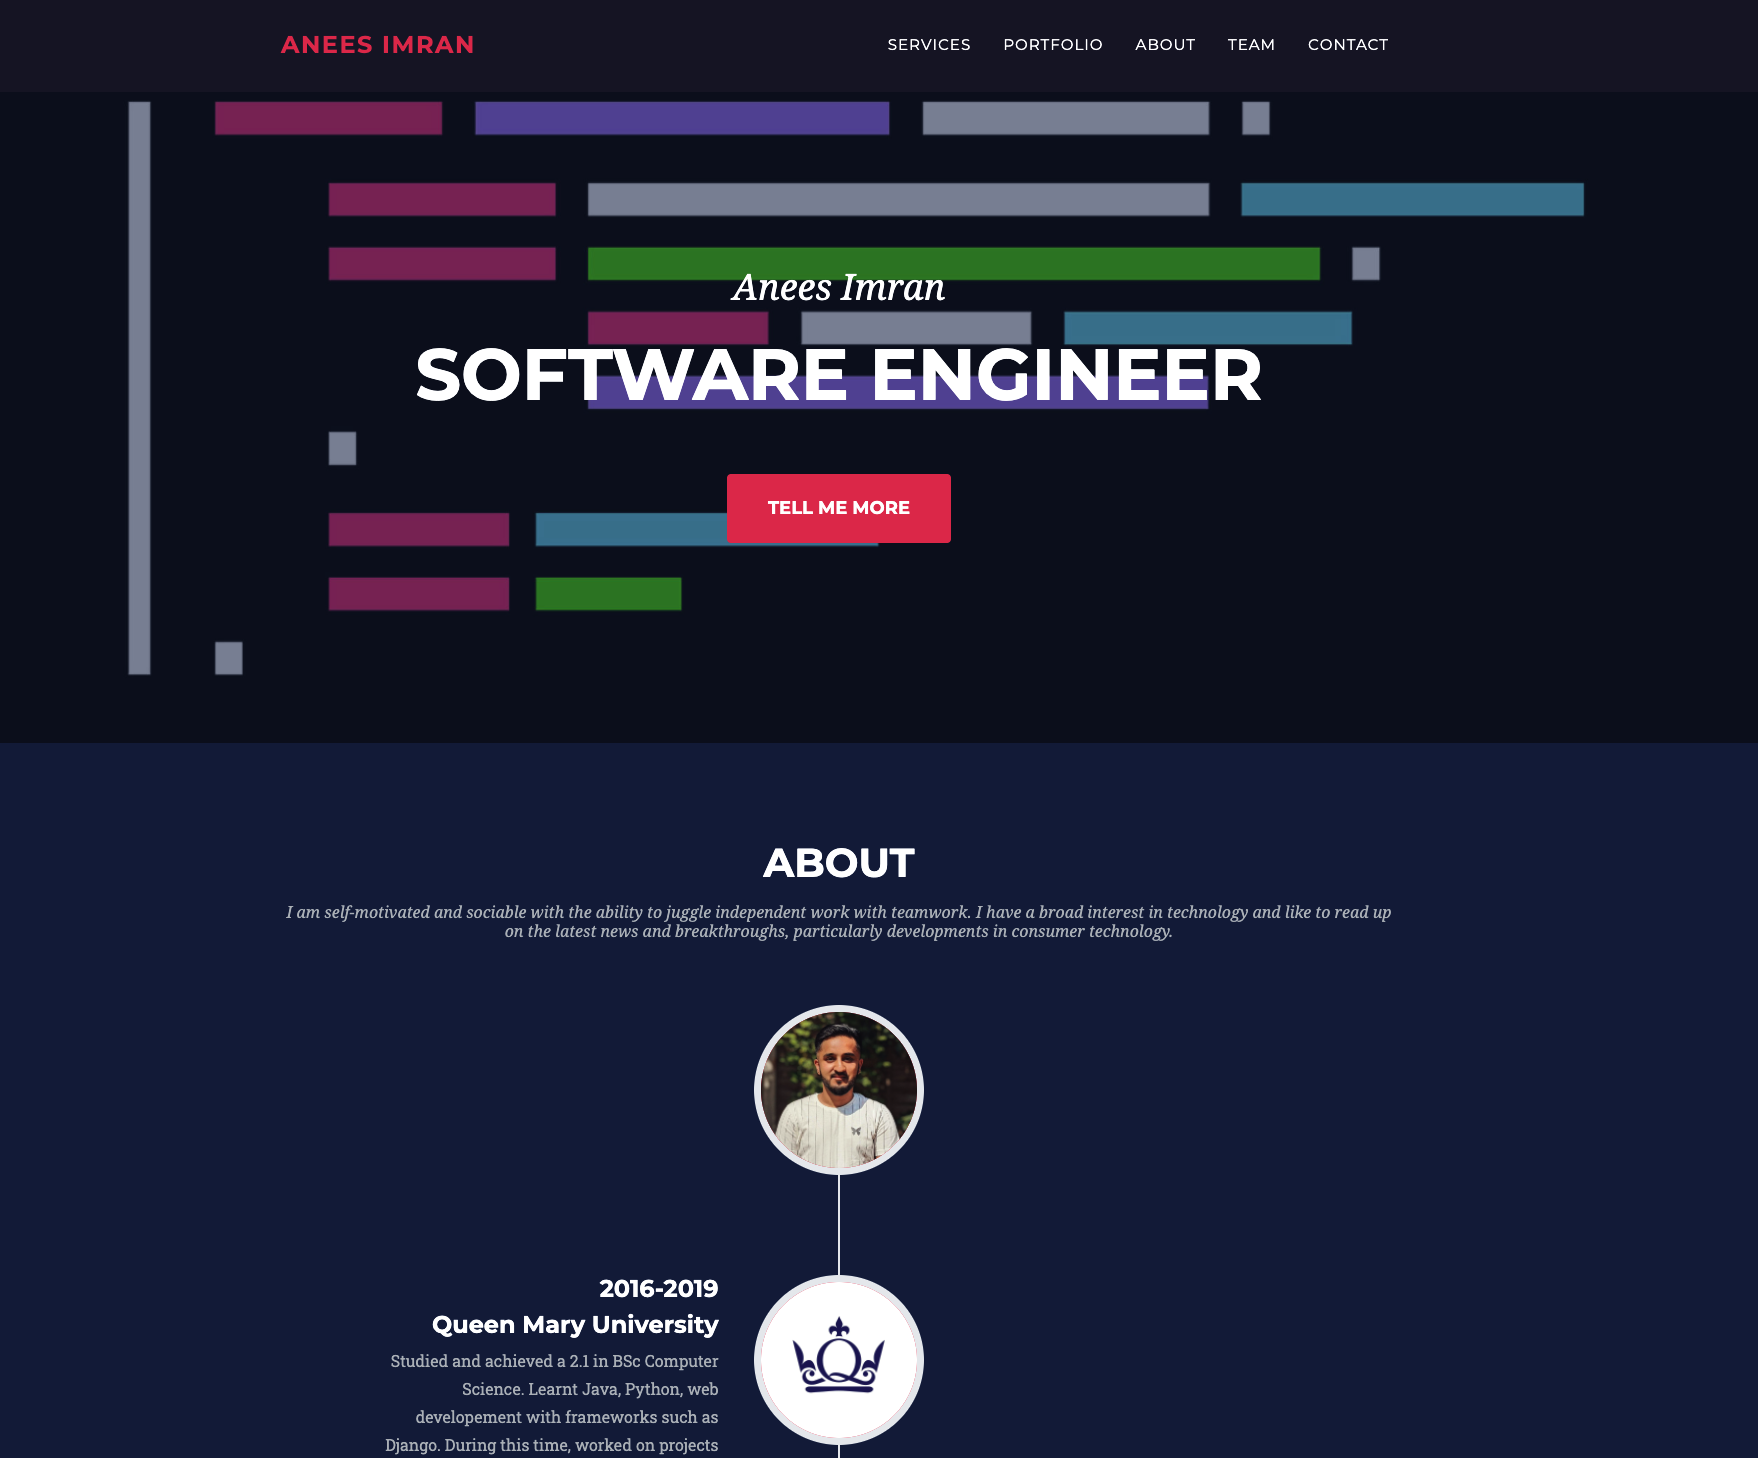 ANEES IMRAN
SERVICES PORTFOLIO ABOUT TEAM CONTACT
Anees Imran
SOFTWARE ENGINEER
TELL ME MORE
ABOUT
I am self-motivated and sociable with the ability to juggle independent work with teamwork. I have a broad interest in technology and like to read up
on the latest news and breakthroughs, particularly developments in consumer technology.
2016-2019
Queen Mary University
Studied and achieved a 2.1 in BSc Computer
Science. Learnt Java, Python, web
developement with frameworks such as
Django. During this time, worked on projects